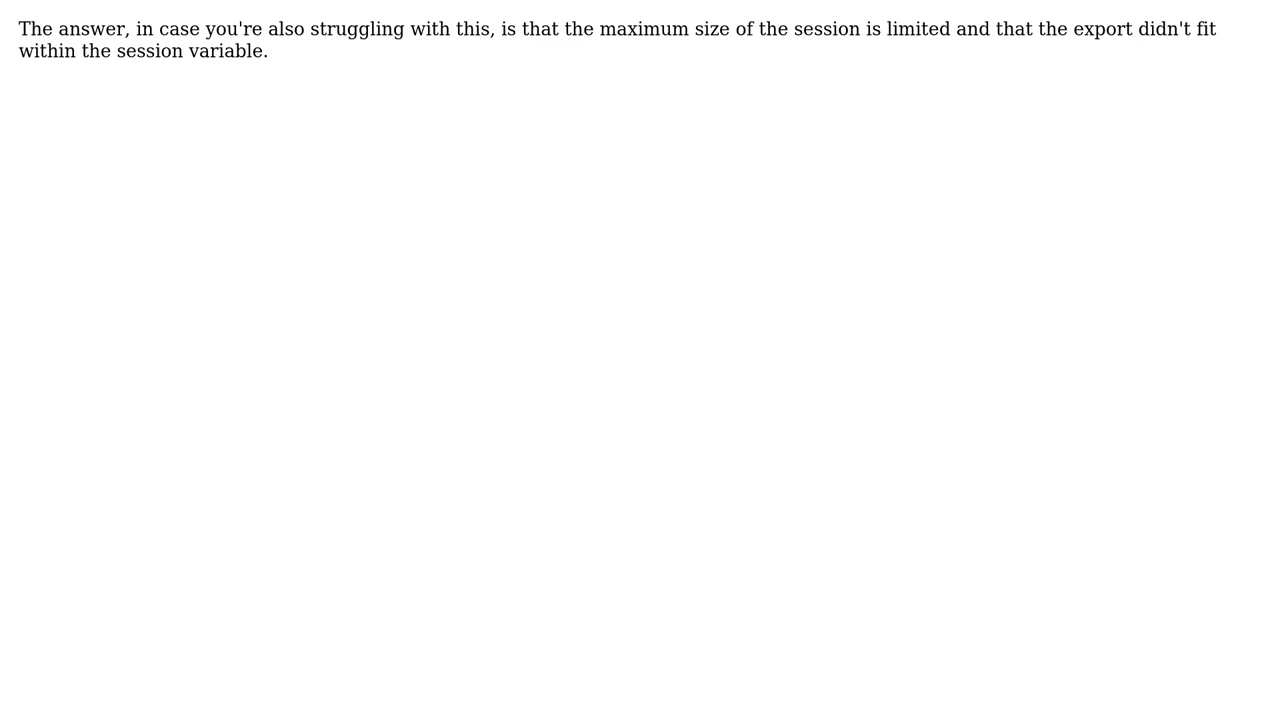 The answer, in case you're also struggling with this, is that the maximum size of the session is limited and that the export didn't fit
within the session variable.